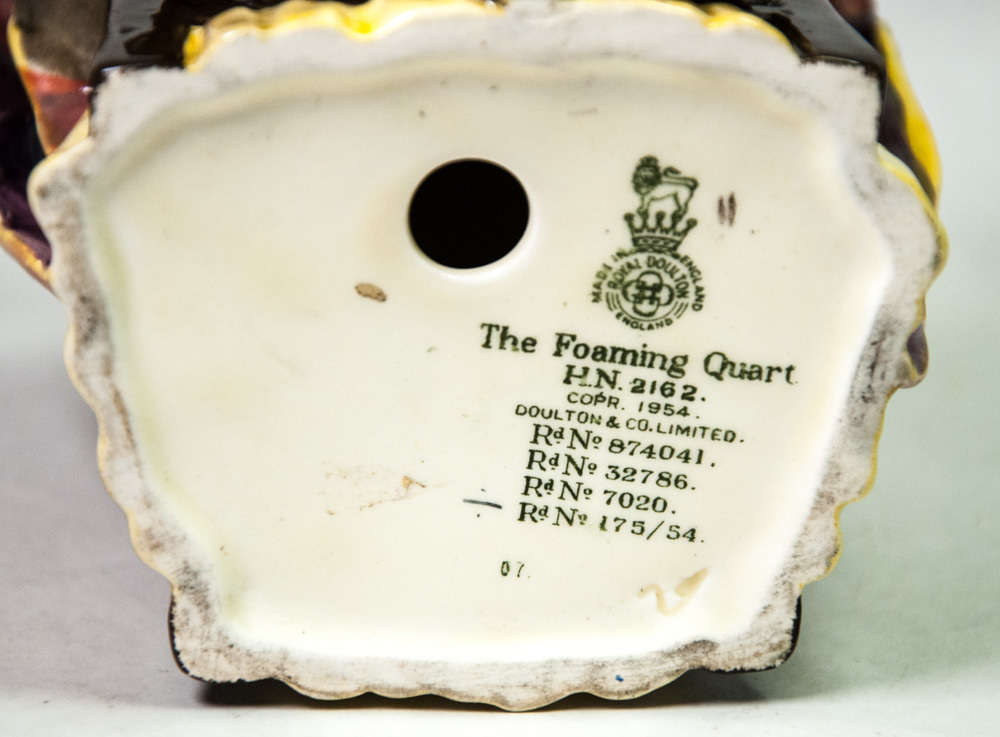 MADE IN ENGLAND
ROYAL DOULTON
ENGLAND
The Foaming Quart
H.N. 2162.
COPR. 1954.
DOULTON & CO. LIMITED.
Rd No 874041.
Rd No 32786.
Rd No 7020.
Rd No 175/54.
07.